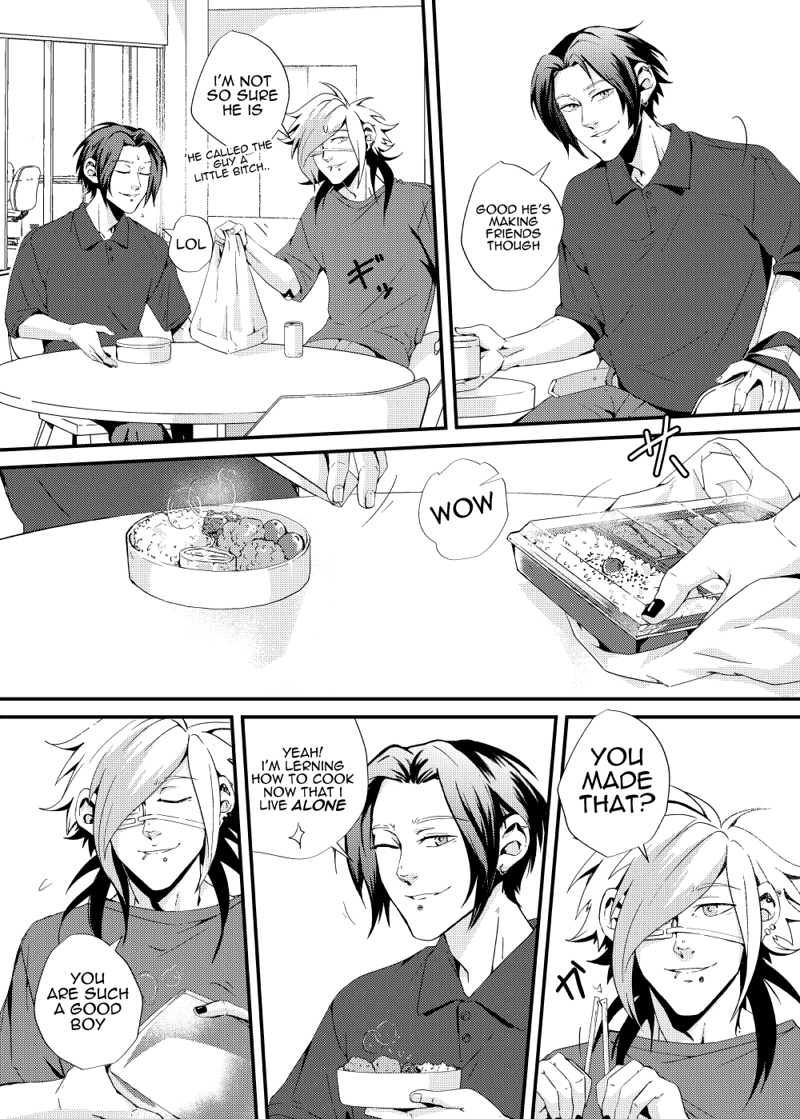 GOOD HE'S
MAKING
FRIENDS
THOUGH
I'M NOT
SO SURE
HE IS
'HE CALLED THE
GUY A
LITTLE BITCH..
LOL
ギッ
WOW
YOU
MADE
THAT?
YEAH!
I'M LERNING
HOW TO COOK
NOW THAT I
LIVE ALONE
YOU
ARE SUCH
A GOOD
BOY